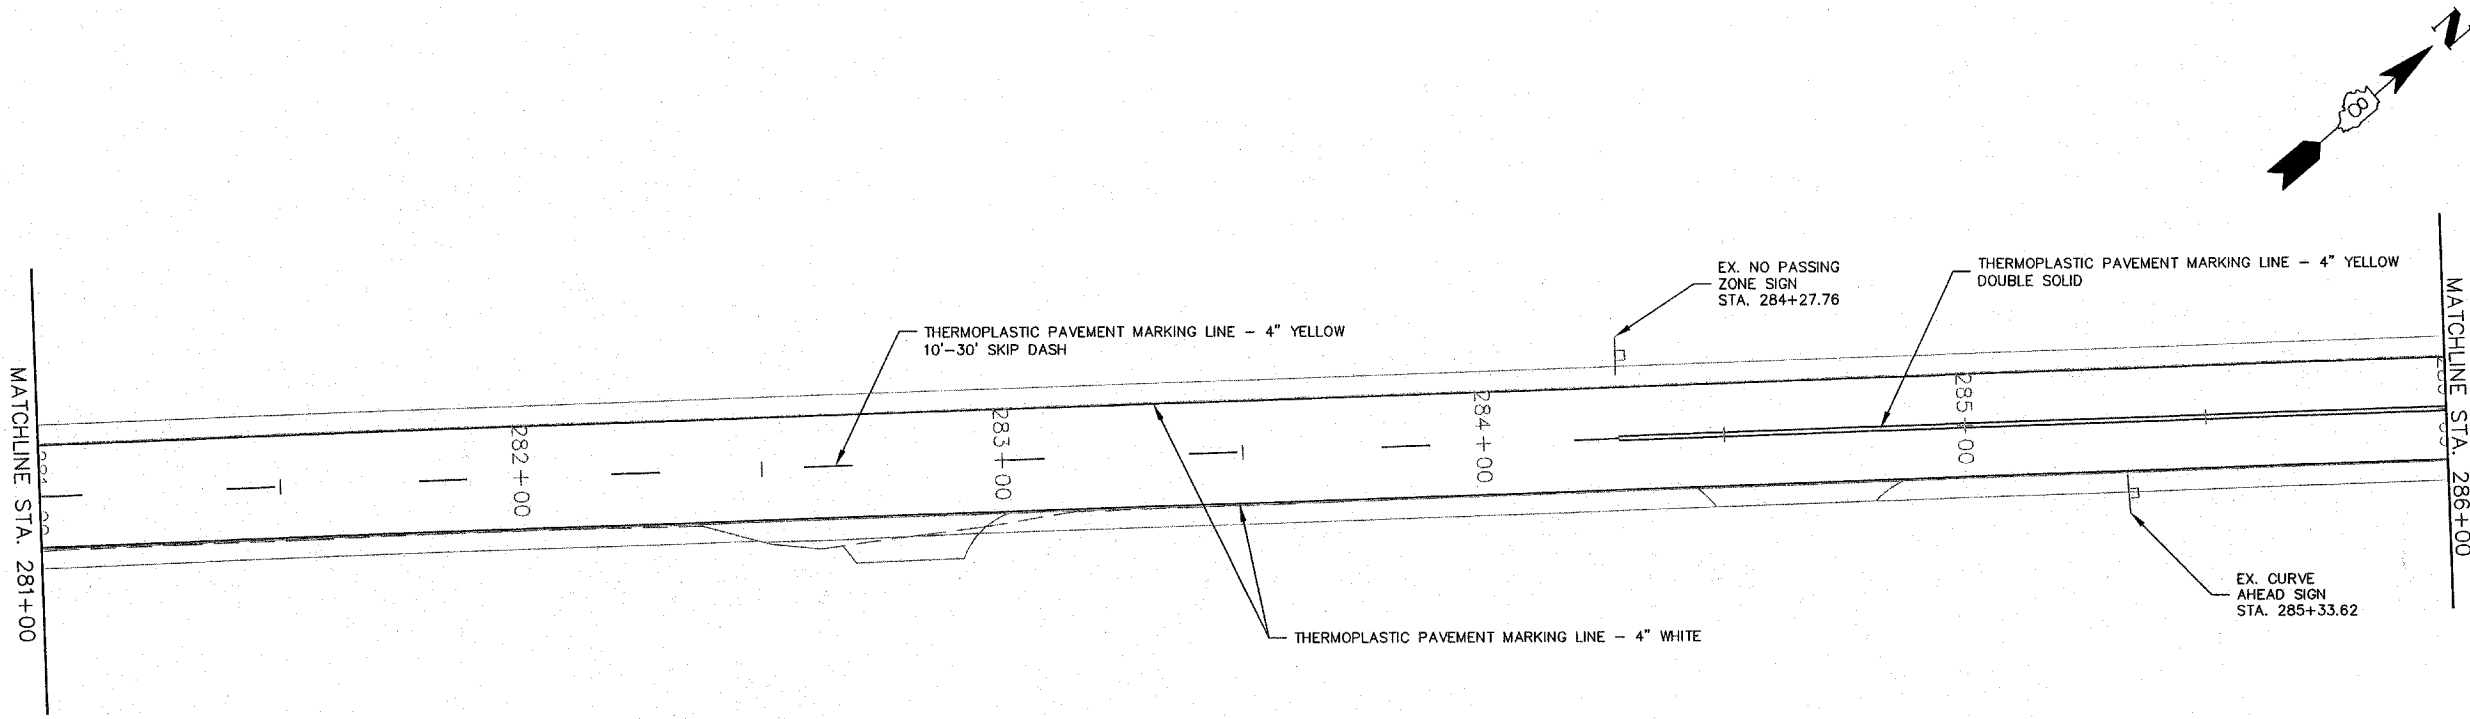 N
8
EX. NO PASSING
ZONE SIGN
STA. 284+27.76
THERMOPLASTIC PAVEMENT MARKING LINE – 4" YELLOW
DOUBLE SOLID
THERMOPLASTIC PAVEMENT MARKING LINE – 4" YELLOW
10'-30' SKIP DASH
MATCHLINE STA. 281+00
282+00
283+00
284+00
285+00
MATCHLINE STA. 286+00
EX. CURVE
AHEAD SIGN
STA. 285+33.62
THERMOPLASTIC PAVEMENT MARKING LINE – 4" WHITE